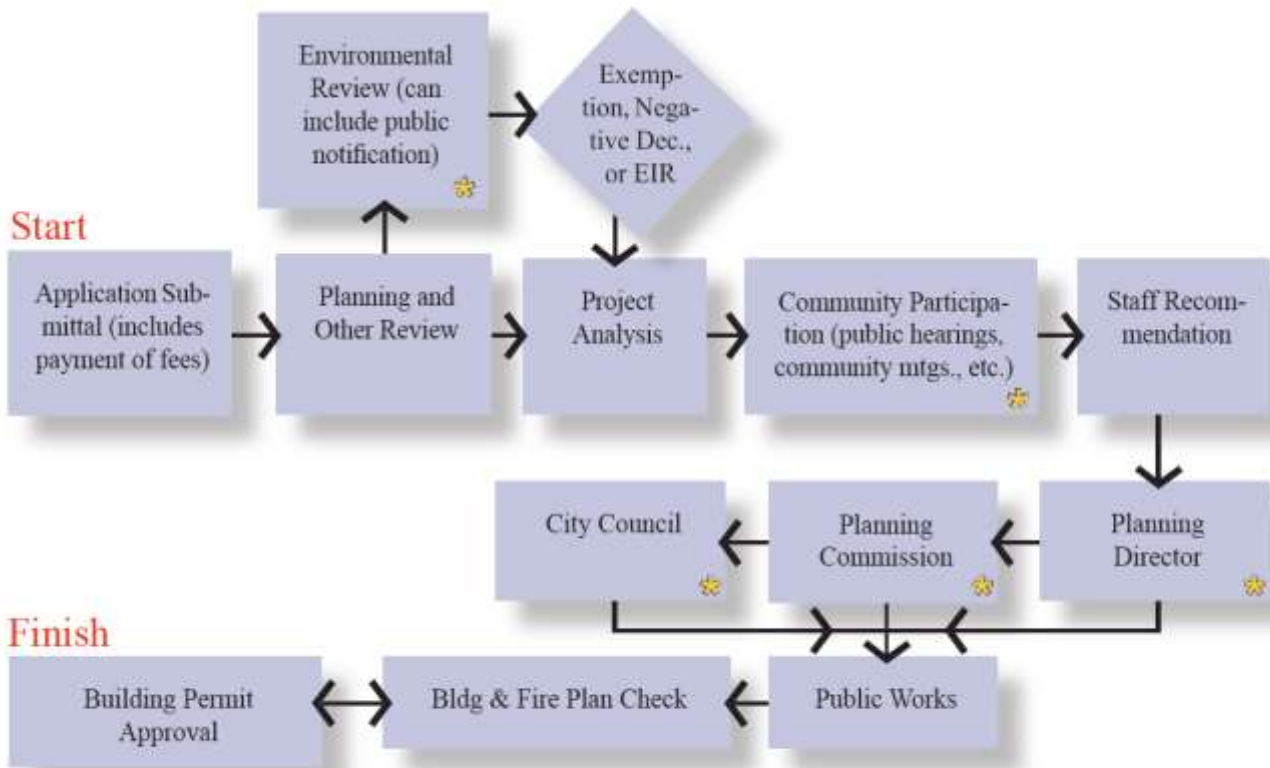 Environmental
Review (can
include public
notification)
*
Exemp-
tion, Nega-
tive Dec.,
or EIR
Start
Application Sub-
mittal (includes
payment of fees)
Planning and
Other Review
Project
Analysis
Community Participa-
tion (public hearings,
community mtgs., etc.)
*
Staff Recom-
mendation
City Council
*
Planning
Commission
*
Planning
Director
*
Finish
Building Permit
Approval
Bldg & Fire Plan Check
Public Works